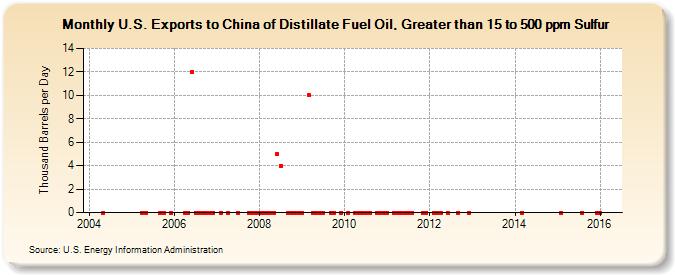 Monthly U.S. Exports to China of Distillate Fuel Oil, Greater than 15 to 500 ppm Sulfur
Thousand Barrels per Day
14
12
10
8
6
4
2
0
2004 2006 2008 2010 2012 2014 2016
Source: U.S. Energy Information Administration